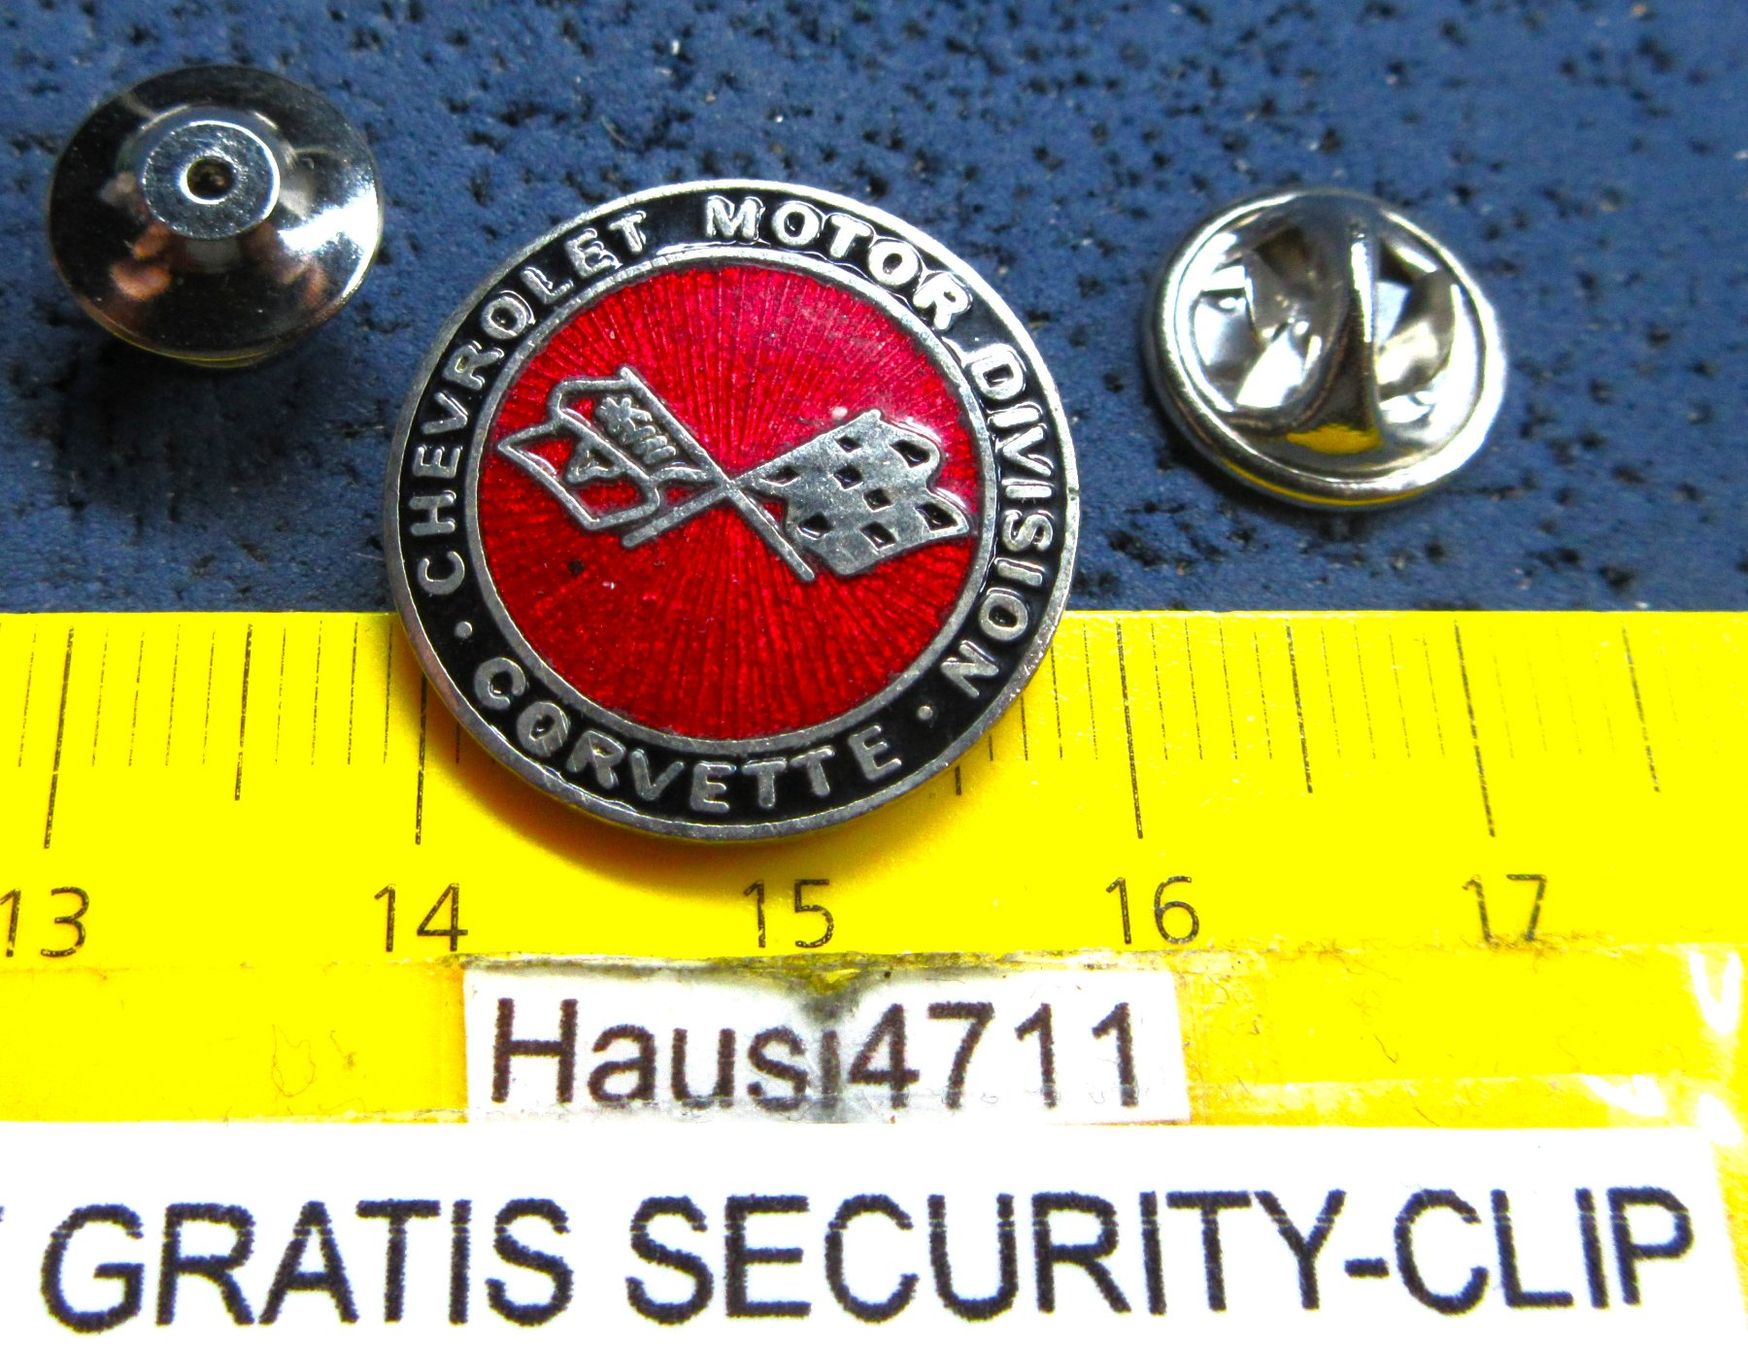 CHEVROLET MOTOR DIVISION
· CORVETTE ·
13 14 15 16 17
Hausi4711
GRATIS SECURITY-CLIP